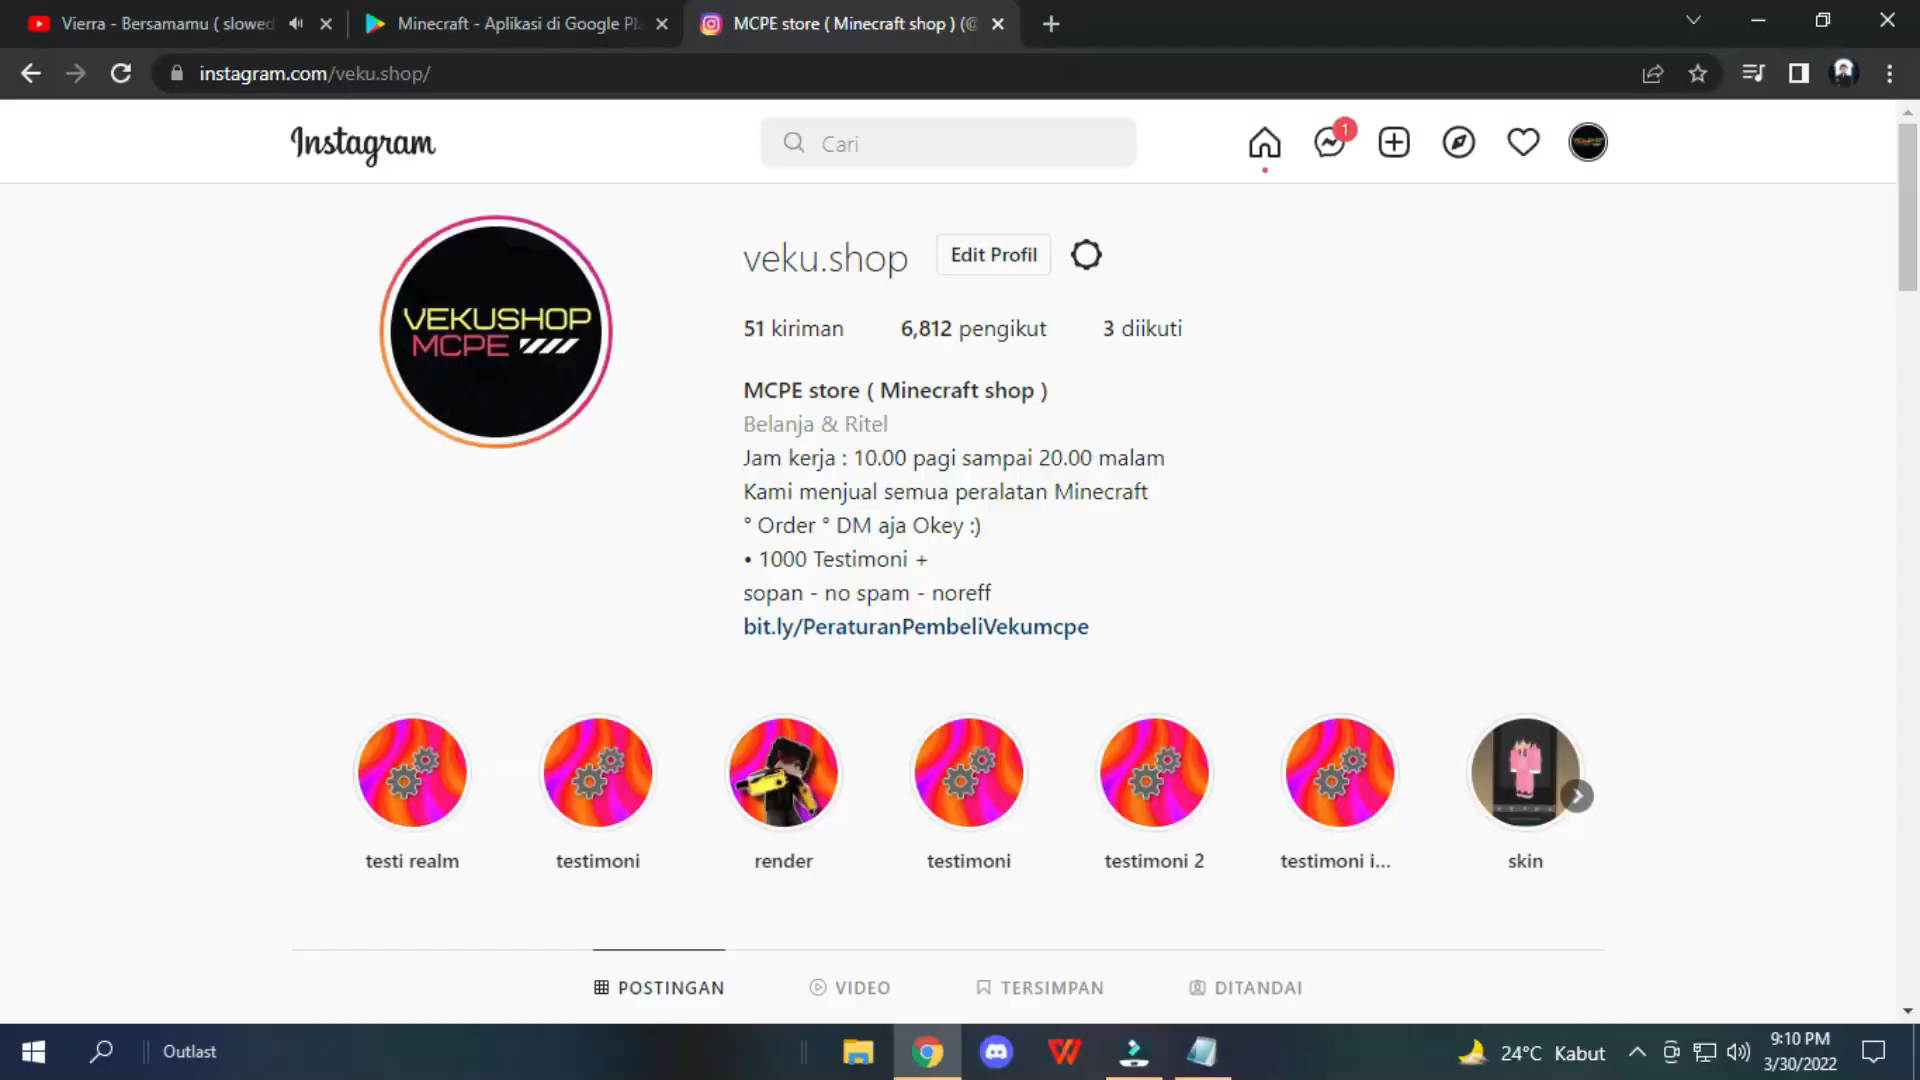 Vierra - Bersamamu ( slowed
Minecraft - Aplikasi di Google Pl
MCPE store ( Minecraft shop ) (@
instagram.com/veku.shop/
Instagram
Cari
1
VEKUSHOP
MCPE
veku.shop
Edit Profil
51 kiriman
6,812 pengikut
3 diikuti
MCPE store ( Minecraft shop )
Belanja & Ritel
Jam kerja : 10.00 pagi sampai 20.00 malam
Kami menjual semua peralatan Minecraft
° Order ° DM aja Okey :)
• 1000 Testimoni +
sopan - no spam - noreff
bit.ly/PeraturanPembeliVekumcpe
testi realm
testimoni
render
testimoni
testimoni 2
testimoni i...
skin
POSTINGAN
VIDEO
TERSIMPAN
DITANDAI
Outlast
24°C Kabut
9:10 PM
3/30/2022